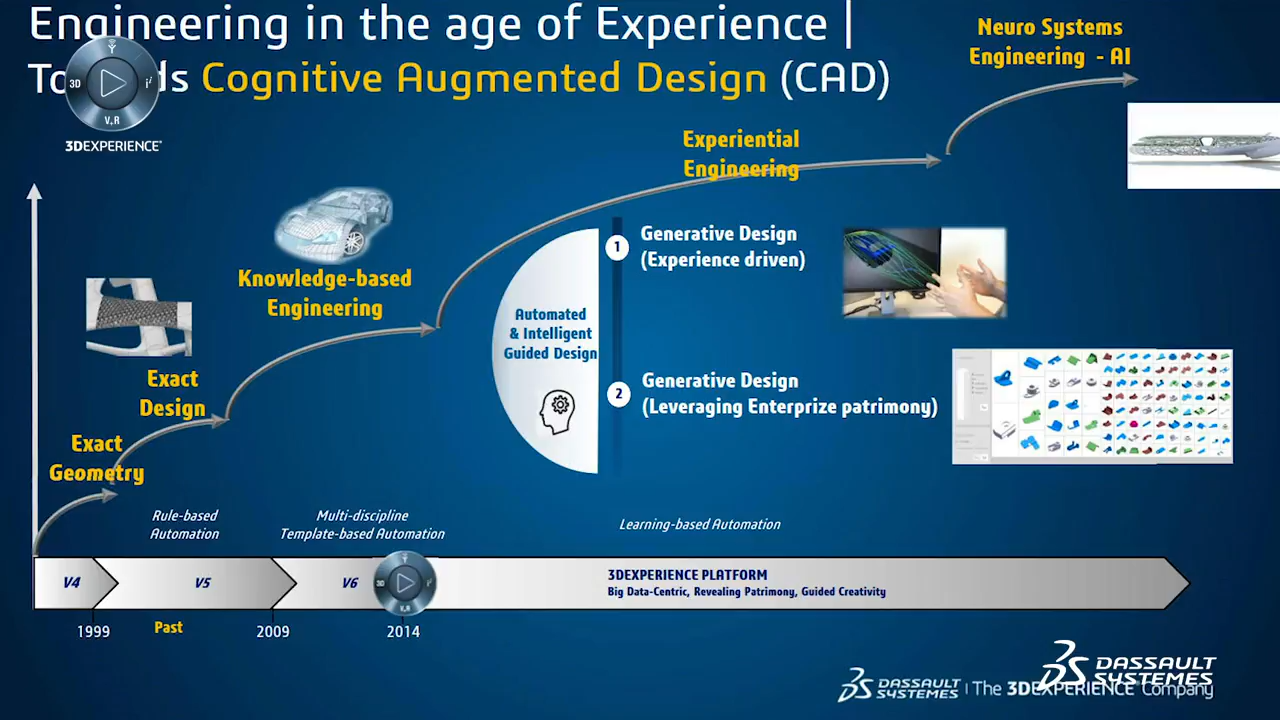 Engineering in the age of Experience |
To ds Cognitive Augmented Design (CAD)
3D
V,R
3DEXPERIENCE
Neuro Systems
Engineering - AI
Experiential
Engineering
Knowledge-based
Engineering
Exact
Design
Exact
Geometry
Automated
& Intelligent
Guided Design
1
Generative Design
(Experience driven)
2
Generative Design
(Leveraging Enterprize patrimony)
Rule-based
Automation
Multi-discipline
Template-based Automation
Learning-based Automation
V4
V5
V6
3DEXPERIENCE PLATFORM
Big Data-Centric, Revealing Patrimony, Guided Creativity
1999
Past
2009
2014
DASSAULT
SYSTEMES | The 3DEXPERIENCE Company
DASSAULT
SYSTEMES